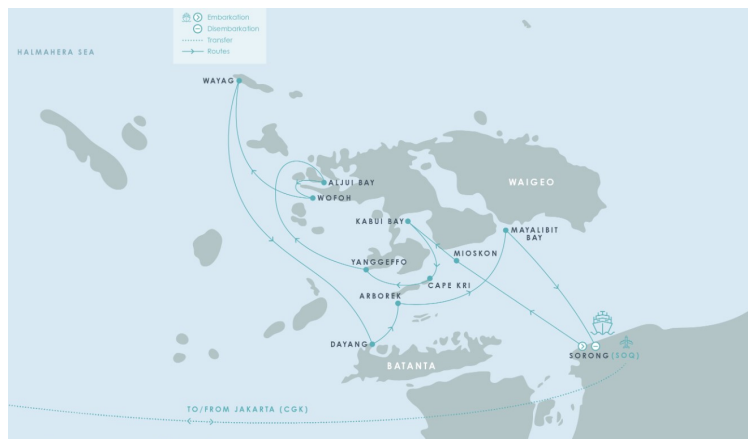 Embarkation
Disembarkation
Transfer
Routes
HALMAHERA SEA
WAYAG
ALJUI BAY
WOFOH
WAIGEO
KABUI BAY
MAYALIBIT
BAY
MIOSKON
YANGGEFFO
CAPE KRI
ARBOREK
DAYANG
BATANTA
SORONG (SOQ)
TO/FROM JAKARTA (CGK)